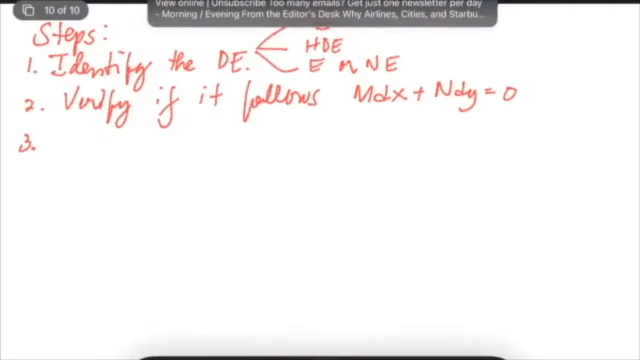 View online | Unsubscribe Too many emails? Get just one newsletter per day
- Morning / Evening From the Editor's Desk Why Airlines, Cities, and Starbu...
10 of 10
Steps:
HDE
1. Identify the DE.
E or NE
2. Verify if it follows Mdx + Ndy = 0
3.